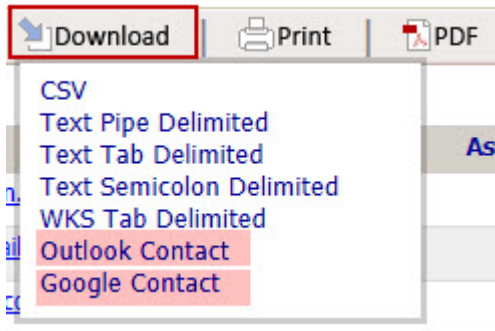 Download | Print | PDF
CSV
Text Pipe Delimited
Text Tab Delimited
As
Text Semicolon Delimited
WKS Tab Delimited
Outlook Contact
Google Contact